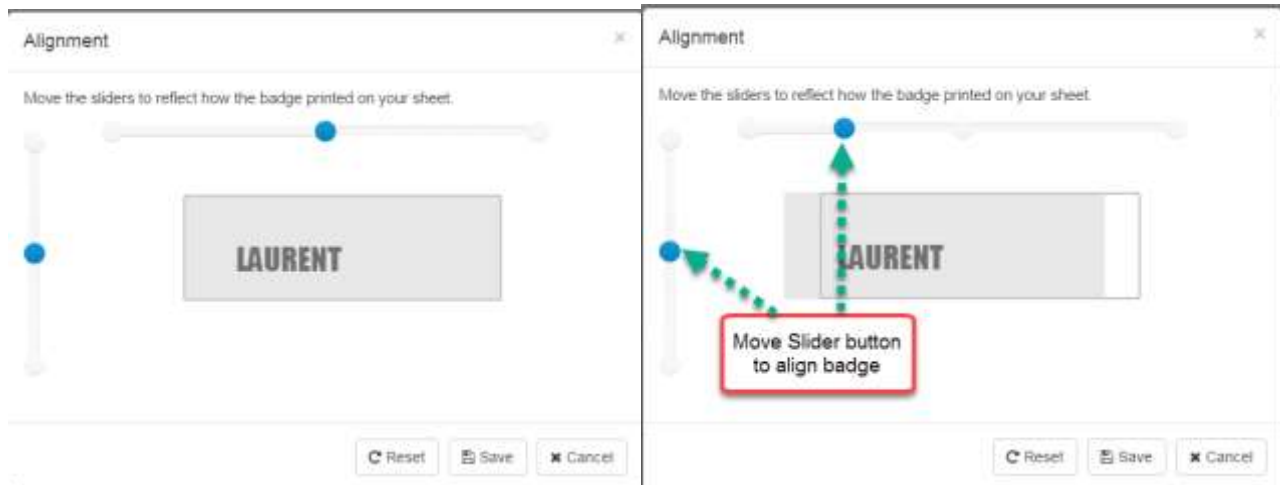 Alignment ×
Move the sliders to reflect how the badge printed on your sheet.
LAURENT
Reset Save Cancel
Alignment ×
Move the sliders to reflect how the badge printed on your sheet.
LAURENT
Move Slider button
to align badge
Reset Save Cancel